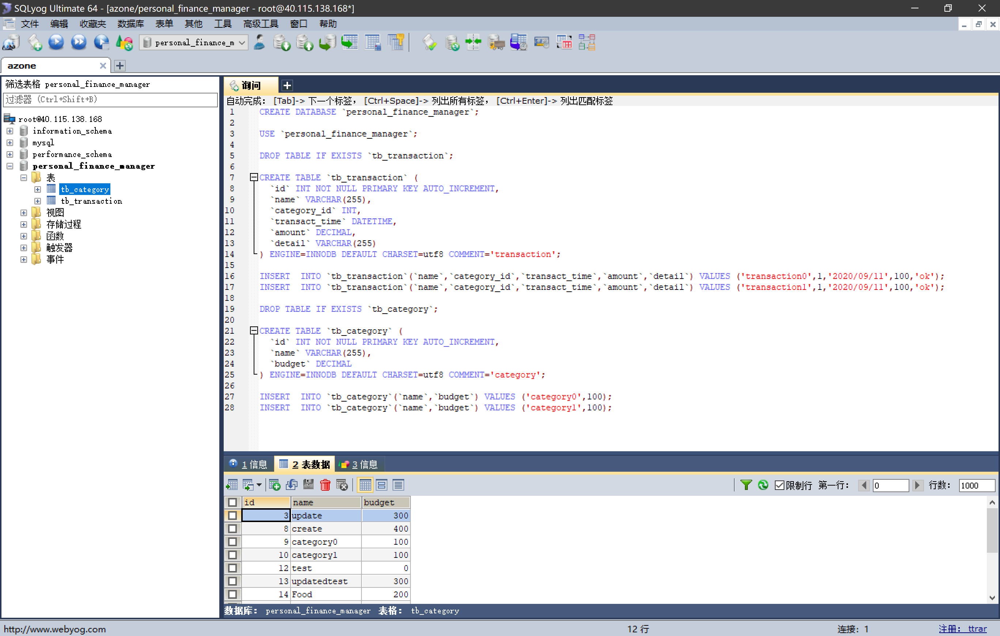 SQLyog Ultimate 64 - [azone/personal_finance_manager - root@40.115.138.168*]
文件 编辑 收藏夹 数据库 表单 其他 工具 高级工具 窗口 帮助
personal_finance_m
azone
筛选表格 personal_finance_manager
过滤器 (Ctrl+Shift+B)
root@40.115.138.168
information_schema
mysql
performance_schema
personal_finance_manager
表
tb_category
tb_transaction
视图
存储过程
函数
触发器
事件
询问
自动完成： [Tab]-> 下一个标签， [Ctrl+Space]-> 列出所有标签， [Ctrl+Enter]-> 列出匹配标签
1 CREATE DATABASE `personal_finance_manager`;
2
3 USE `personal_finance_manager`;
4
5 DROP TABLE IF EXISTS `tb_transaction`;
6
7 CREATE TABLE `tb_transaction` (
8 `id` INT NOT NULL PRIMARY KEY AUTO_INCREMENT,
9 `name` VARCHAR(255),
10 `category_id` INT,
11 `transact_time` DATETIME,
12 `amount` DECIMAL,
13 `detail` VARCHAR(255)
14 ) ENGINE=INNODB DEFAULT CHARSET=utf8 COMMENT='transaction';
15
16 INSERT  INTO `tb_transaction`(`name`,`category_id`,`transact_time`,`amount`,`detail`) VALUES ('transaction0',1,'2020/09/11',100,'ok');
17 INSERT  INTO `tb_transaction`(`name`,`category_id`,`transact_time`,`amount`,`detail`) VALUES ('transaction1',1,'2020/09/11',100,'ok');
18
19 DROP TABLE IF EXISTS `tb_category`;
20
21 CREATE TABLE `tb_category` (
22 `id` INT NOT NULL PRIMARY KEY AUTO_INCREMENT,
23 `name` VARCHAR(255),
24 `budget` DECIMAL
25 ) ENGINE=INNODB DEFAULT CHARSET=utf8 COMMENT='category';
26
27 INSERT  INTO `tb_category`(`name`,`budget`) VALUES ('category0',100);
28 INSERT  INTO `tb_category`(`name`,`budget`) VALUES ('category1',100);
1 信息 2 表数据 3 信息
限制行 第一行： 0 行数： 1000
id name budget
3 update 300
8 create 400
9 category0 100
10 category1 100
12 test 0
13 updatedtest 300
14 Food 200
数据库： personal_finance_manager 表格： tb_category
http://www.webyog.com 12 行 连接： 1 注册： ttrar